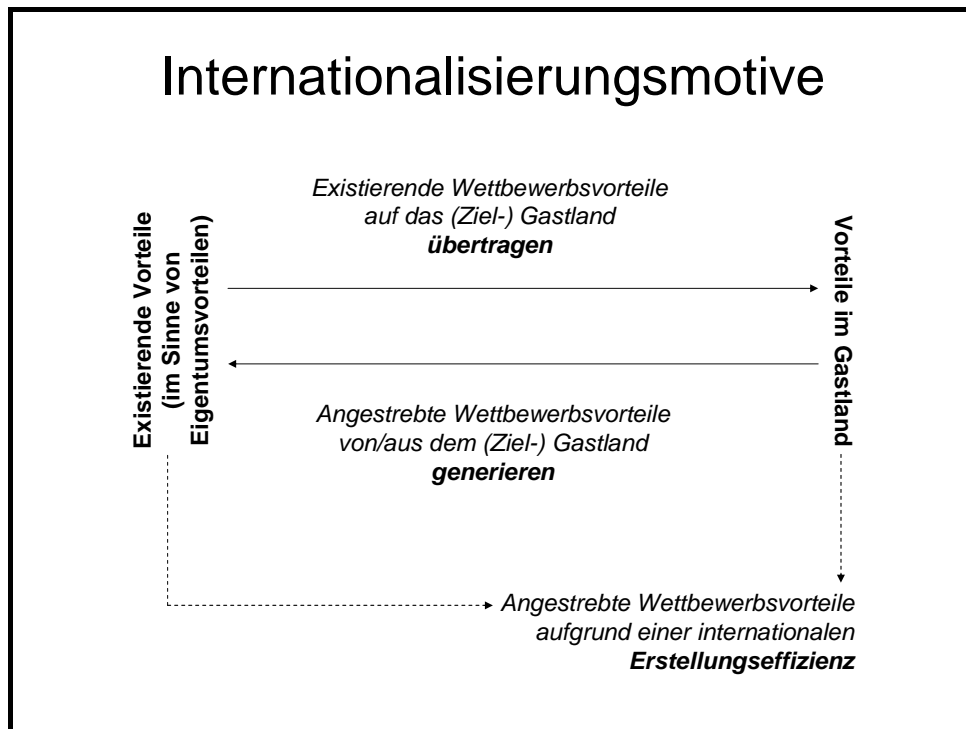 Internationalisierungsmotive
Existierende Wettbewerbsvorteile
auf das (Ziel-) Gastland
übertragen
Existierende Vorteile
(im Sinne von
Eigentumsvorteilen)
Vorteile im Gastland
Angestrebte Wettbewerbsvorteile
von/aus dem (Ziel-) Gastland
generieren
Angestrebte Wettbewerbsvorteile
aufgrund einer internationalen
Erstellungseffizienz